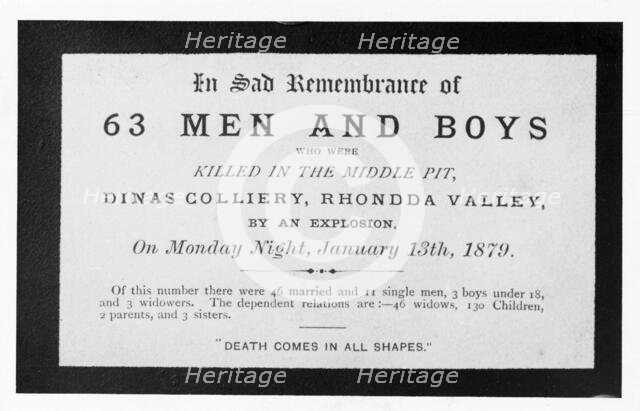 Heritage Heritage
In Sad Remembrance of
63 MEN AND BOYS
WHO WERE
KILLED IN THE MIDDLE PIT,
Heritage Heritage Heritage
DINAS COLLIERY, RHONDDA VALLEY,
BY AN EXPLOSION,
On Monday Night, January 13th, 1879.
Of this number there were 46 married and 11 single men, 3 boys under 18,
and 3 widowers. The dependent relations are:—46 widows, 130 Children,
2 parents, and 3 sisters.
"DEATH COMES IN ALL SHAPES."
Heritage Heritage